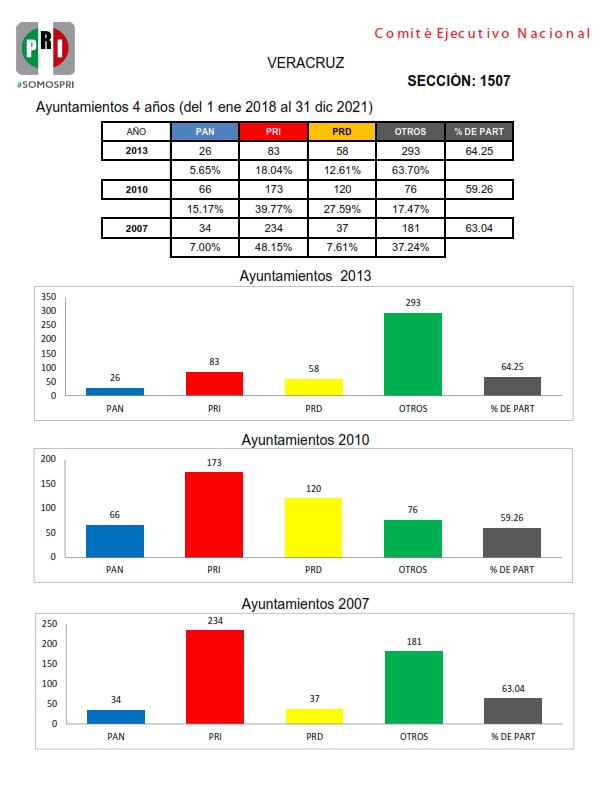 Comité Ejecutivo Nacional
PRI
#SOMOSPRI
VERACRUZ
SECCIÓN: 1507
Ayuntamientos 4 años (del 1 ene 2018 al 31 dic 2021)
AÑO PAN PRI PRD OTROS % DE PART
2013 26 83 58 293 64.25
5.65% 18.04% 12.61% 63.70%
2010 66 173 120 76 59.26
15.17% 39.77% 27.59% 17.47%
2007 34 234 37 181 63.04
7.00% 48.15% 7.61% 37.24%
Ayuntamientos 2013
350
300
250
200
150
100
50
0
26 83 58 293 64.25
PAN PRI PRD OTROS % DE PART
Ayuntamientos 2010
200
150
100
50
0
66 173 120 76 59.26
PAN PRI PRD OTROS % DE PART
Ayuntamientos 2007
250
200
150
100
50
0
34 234 37 181 63.04
PAN PRI PRD OTROS % DE PART